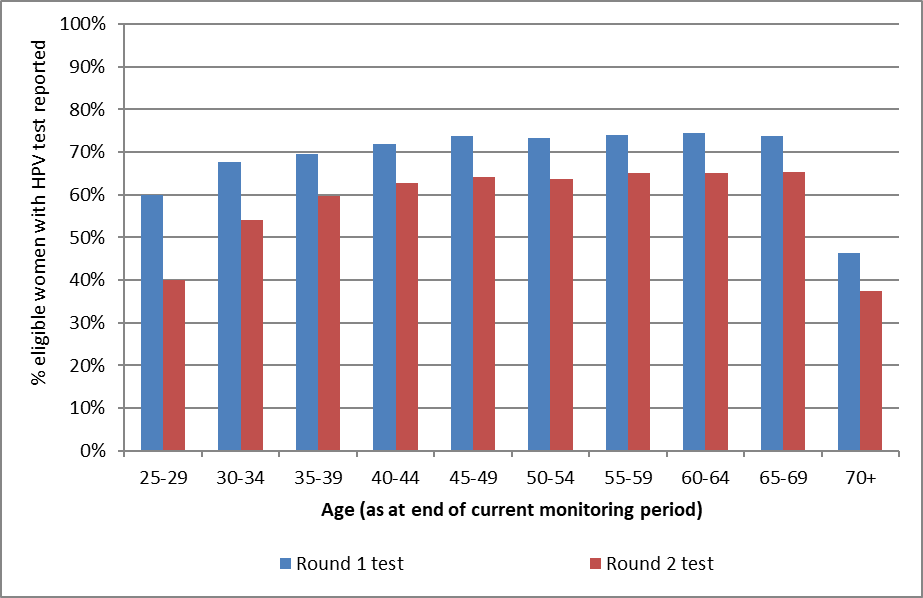 % eligible women with HPV test reported
100%
90%
80%
70%
60%
50%
40%
30%
20%
10%
0%
25-29 30-34 35-39 40-44 45-49 50-54 55-59 60-64 65-69 70+
Age (as at end of current monitoring period)
Round 1 test Round 2 test